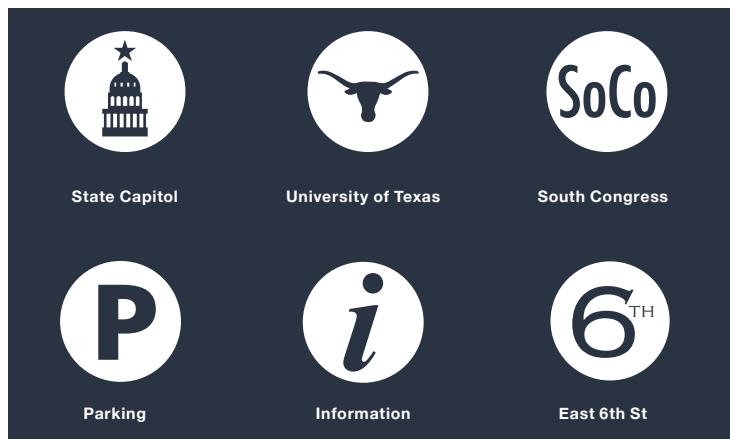 SoCo
State Capitol
University of Texas
South Congress
P
i
6TH
Parking
Information
East 6th St